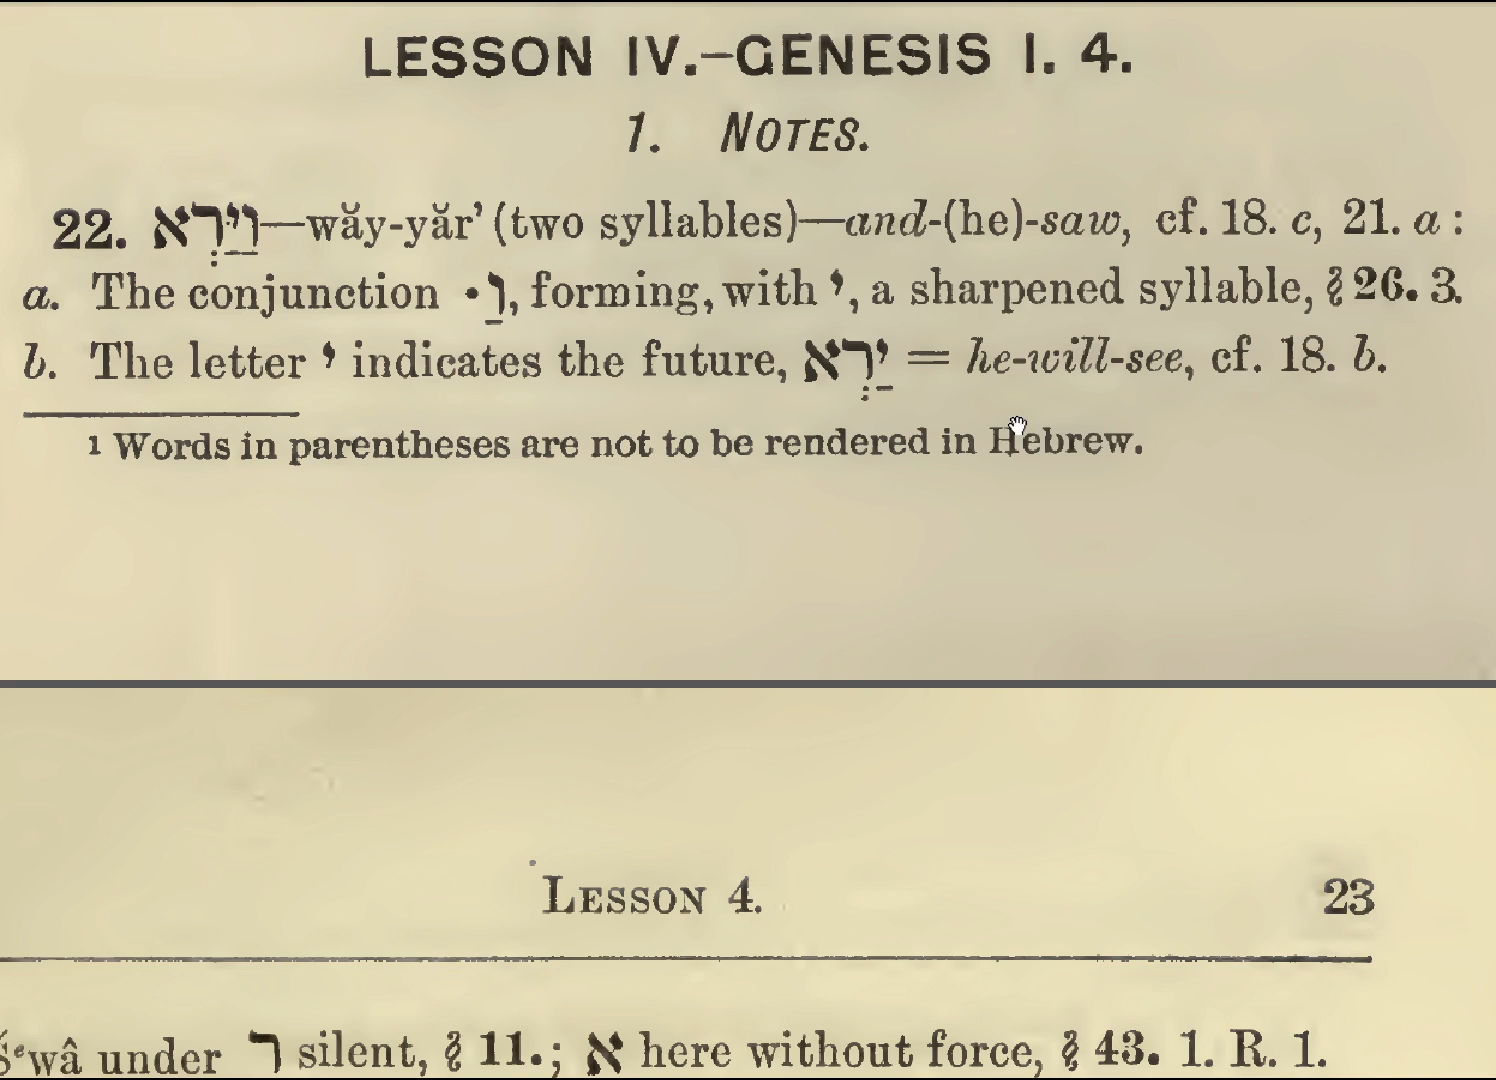 LESSON IV.–GENESIS I. 4.
1. NOTES.
22. וַיַּרְא—wăy-yăr’ (two syllables)—and-(he)-saw, cf. 18. c, 21. a :
a. The conjunction ·וַ, forming, with י, a sharpened syllable, § 26. 3.
b. The letter י indicates the future, יַרְא = he-will-see, cf. 18. b.
1 Words in parentheses are not to be rendered in Hebrew.
LESSON 4. 23
Šᵉwâ under ר silent, § 11.; א here without force, § 43. 1. R. 1.